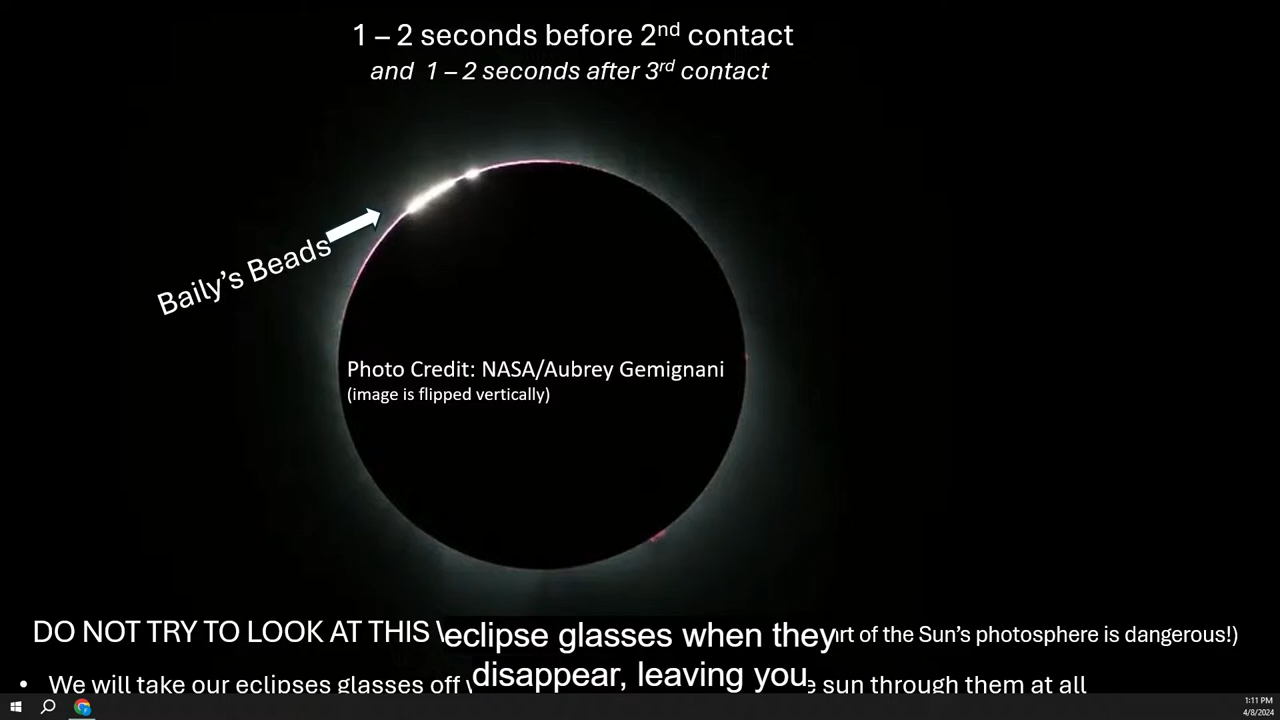 1 – 2 seconds before 2nd contact
and 1 – 2 seconds after 3rd contact
Baily's Beads
Photo Credit: NASA/Aubrey Gemignani
(image is flipped vertically)
DO NOT TRY TO LOOK AT THIS of the Sun's photosphere is dangerous!)
eclipse glasses when they
disappear, leaving you
• We will take our eclipses glasses off sun through them at all
1:11 PM
4/8/2024